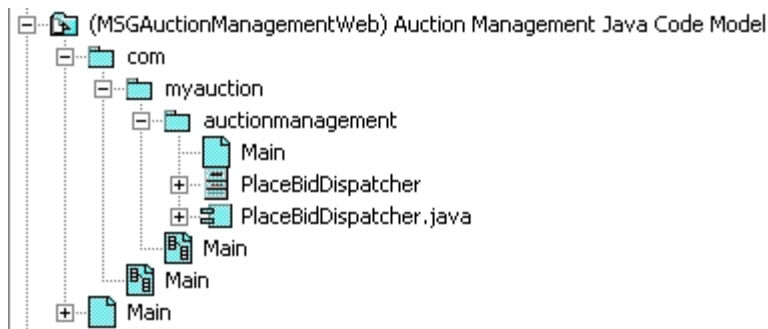 (MSGAuctionManagementWeb) Auction Management Java Code Model
com
myauction
auctionmanagement
Main
PlaceBidDispatcher
PlaceBidDispatcher.java
Main
Main
Main